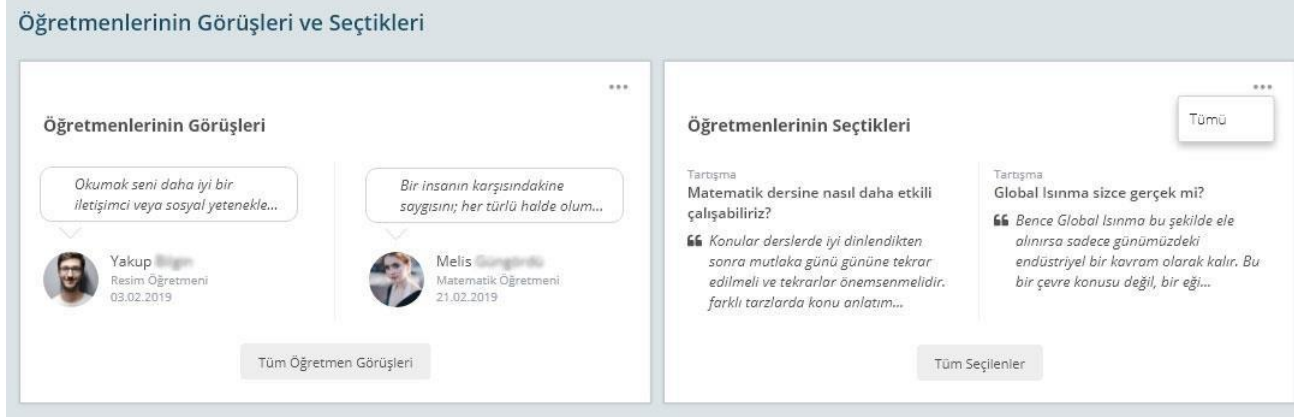 Öğretmenlerinin Görüşleri ve Seçtikleri
Öğretmenlerinin Görüşleri
Okumak seni daha iyi bir
iletişimci veya sosyal yetenekle...
Yakup
Resim Öğretmeni
03.02.2019
Bir insanın karşısındakine
saygısını; her türlü halde olum...
Melis
Matematik Öğretmeni
21.02.2019
Tüm Öğretmen Görüşleri
Tümü
Öğretmenlerinin Seçtikleri
Tartışma
Matematik dersine nasıl daha etkili
çalışabiliriz?
Konular derslerde iyi dinlendikten
sonra mutlaka günü gününe tekrar
edilmeli ve tekrarlar önemsenmelidir.
farklı tarzlarda konu anlatım...
Tartışma
Global Isınma sizce gerçek mi?
Bence Global Isınma bu şekilde ele
alınırsa sadece günümüzdeki
endüstriyel bir kavram olarak kalır. Bu
bir çevre konusu değil, bir eği...
Tüm Seçilenler